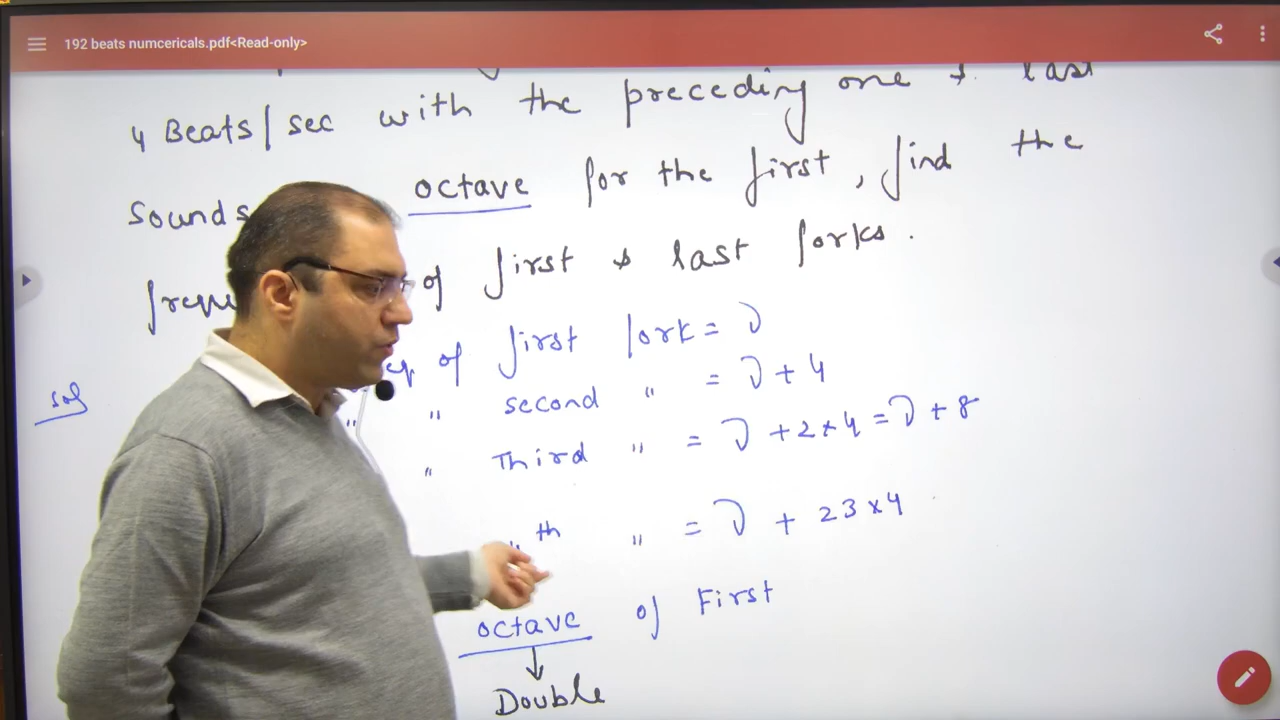 192 beats numcericals.pdf<Read-only>
4 Beats/sec with the preceding one & last
Sounds octave for the first, find the
of first & last forks.
Sol of first fork = ν
" second " = ν + 4
" Third " = ν + 2×4 = ν + 8
th " = ν + 23×4
octave of First
↓
Double